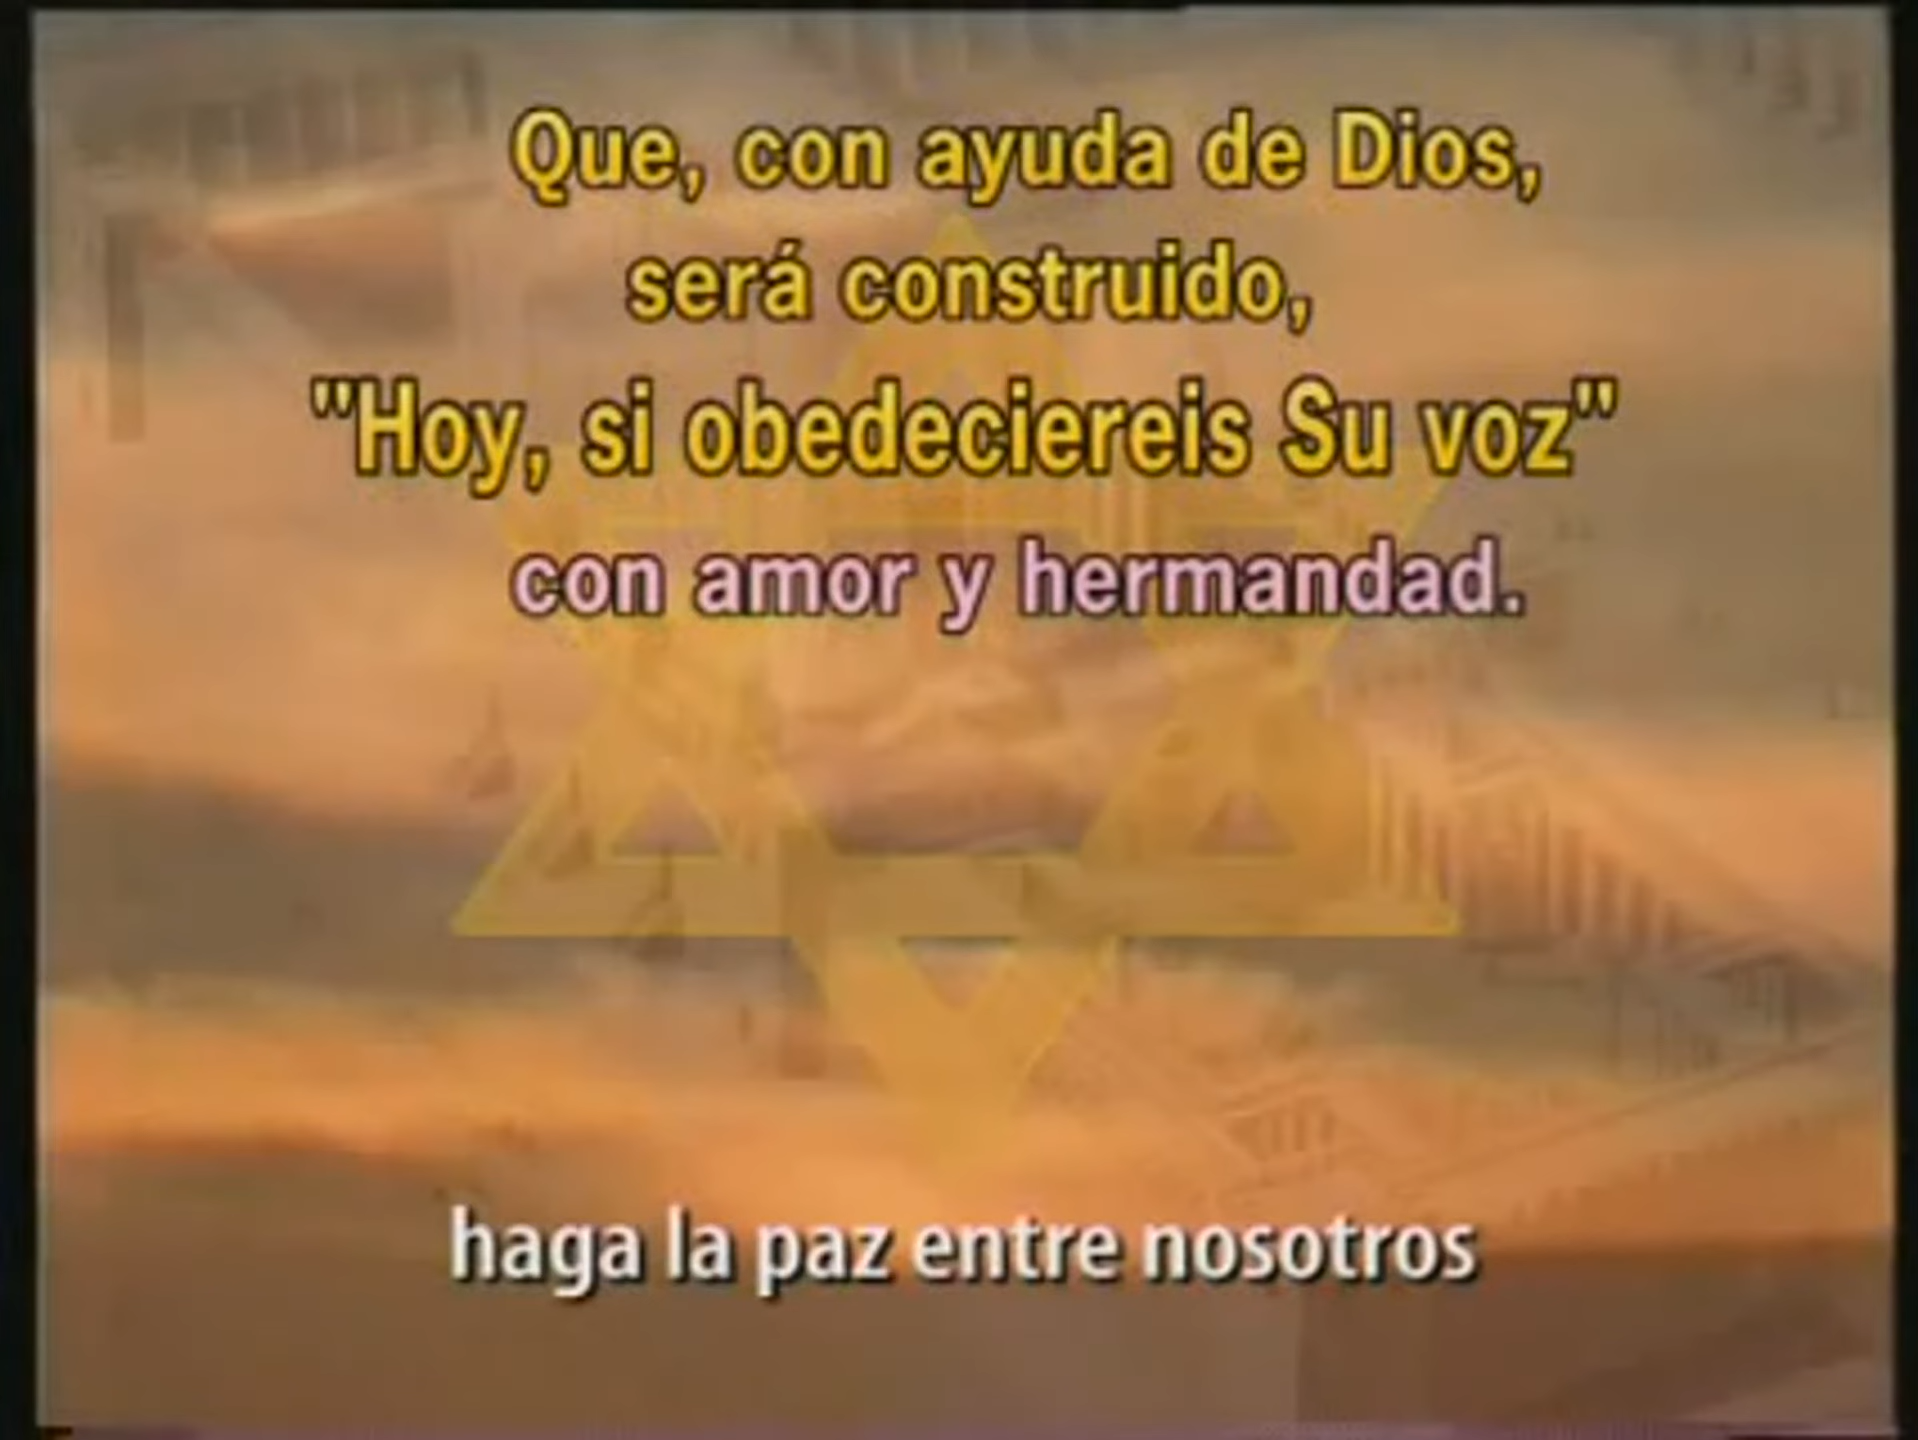 Que, con ayuda de Dios,
será construido,
"Hoy, si obedeciereis Su voz"
con amor y hermandad.
haga la paz entre nosotros